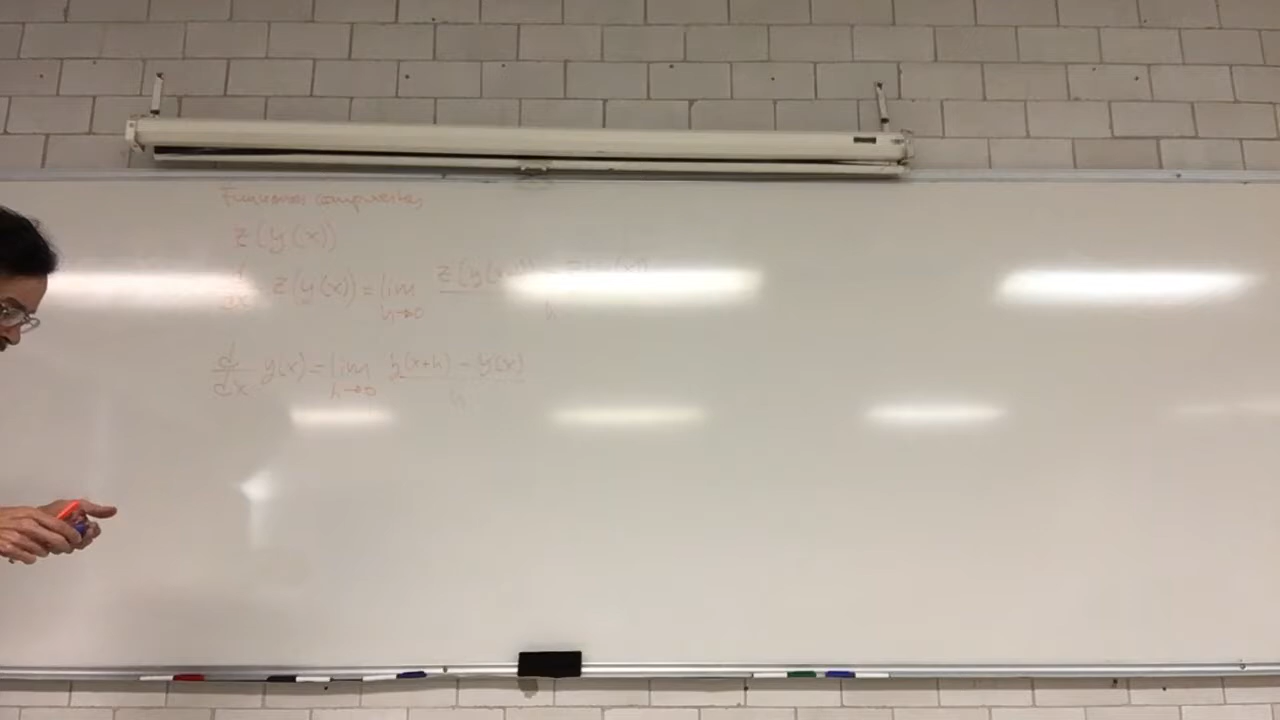 Funciones compuestas
z(y(x))
d/dx z(y(x)) = lim h→0 z(y(x+h)) - z(y(x)) / h
d/dx y(x) = lim h→0 y(x+h) - y(x) / h